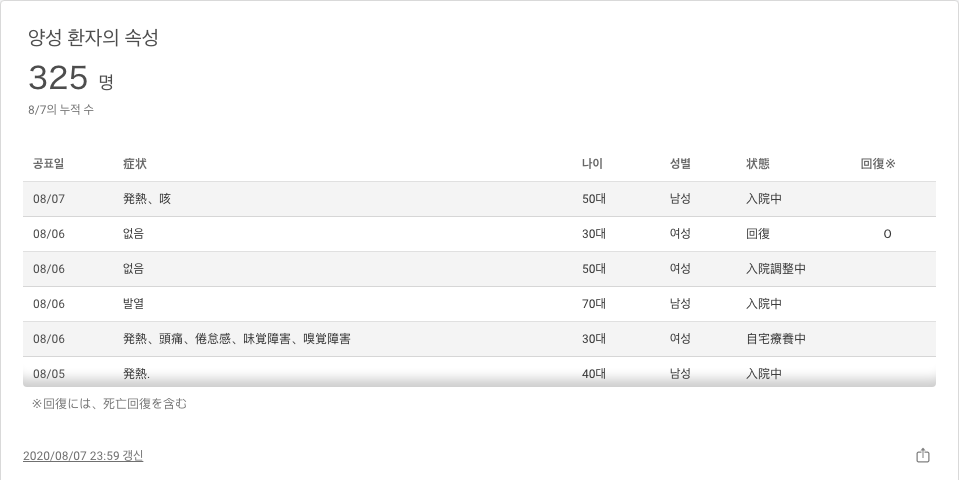 양성 환자의 속성
325 명
8/7의 누적 수
공표일 症状 나이 성별 状態 回復※
08/07 発熱、咳 50대 남성 入院中
08/06 없음 30대 여성 回復 O
08/06 없음 50대 여성 入院調整中
08/06 발열 70대 남성 入院中
08/06 発熱、頭痛、倦怠感、味覚障害、嗅覚障害 30대 여성 自宅療養中
08/05 発熱. 40대 남성 入院中
※回復には、死亡回復を含む
2020/08/07 23:59 갱신